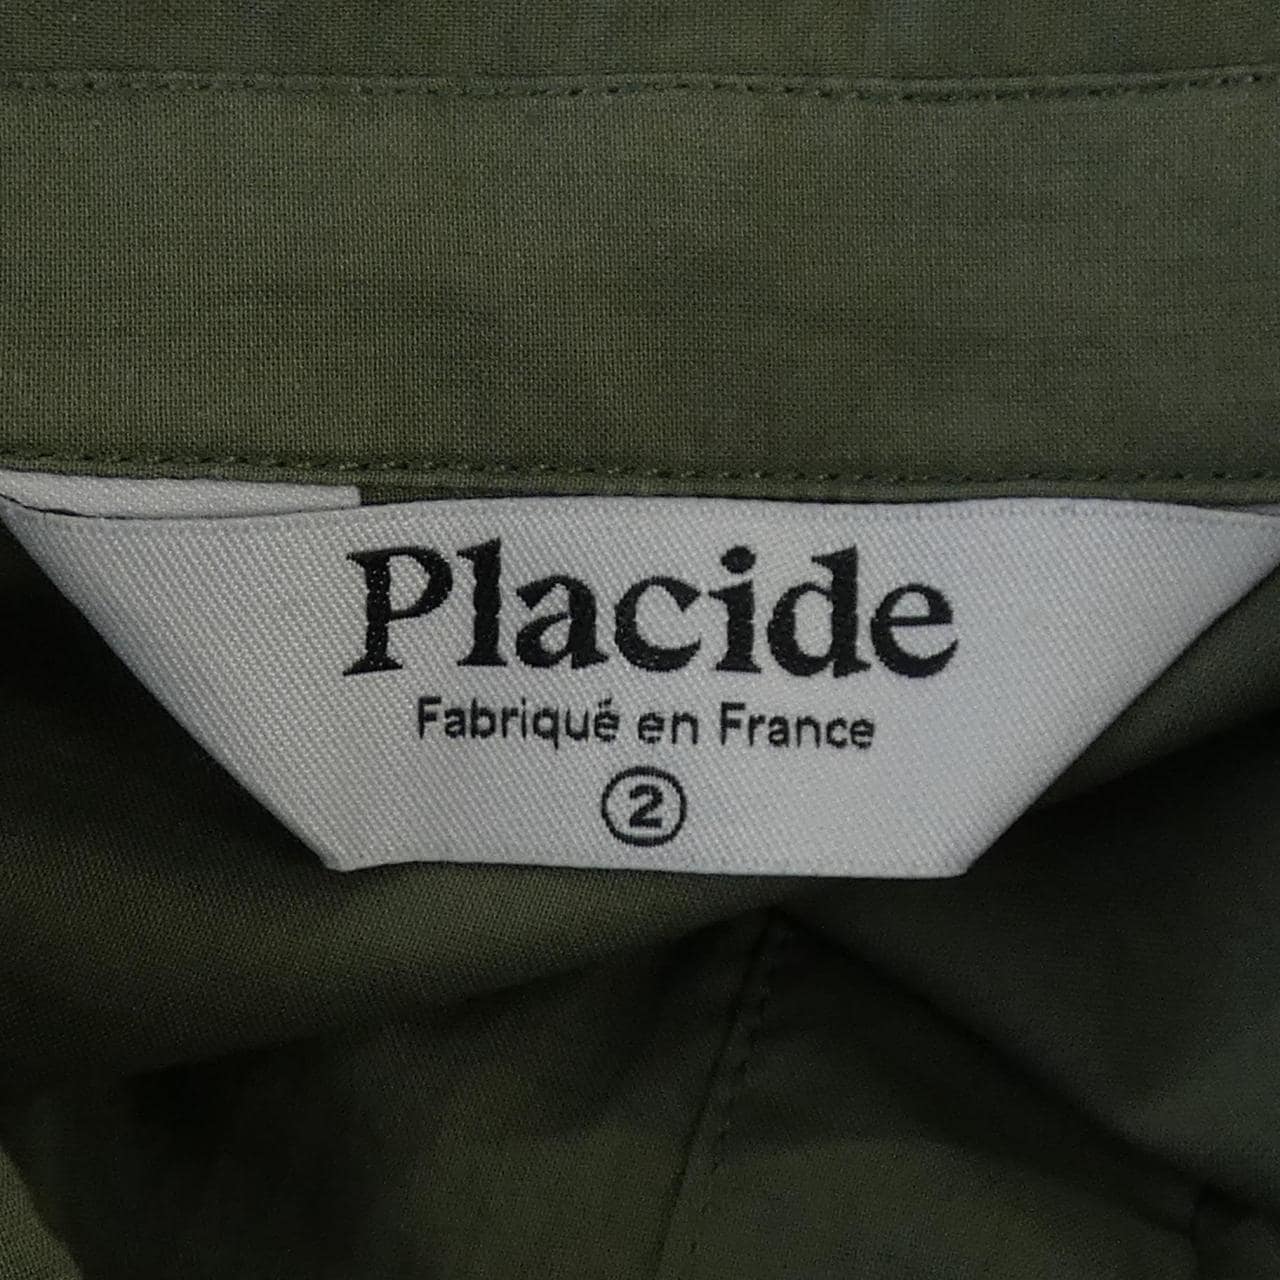 Placide
Fabriqué en France
2